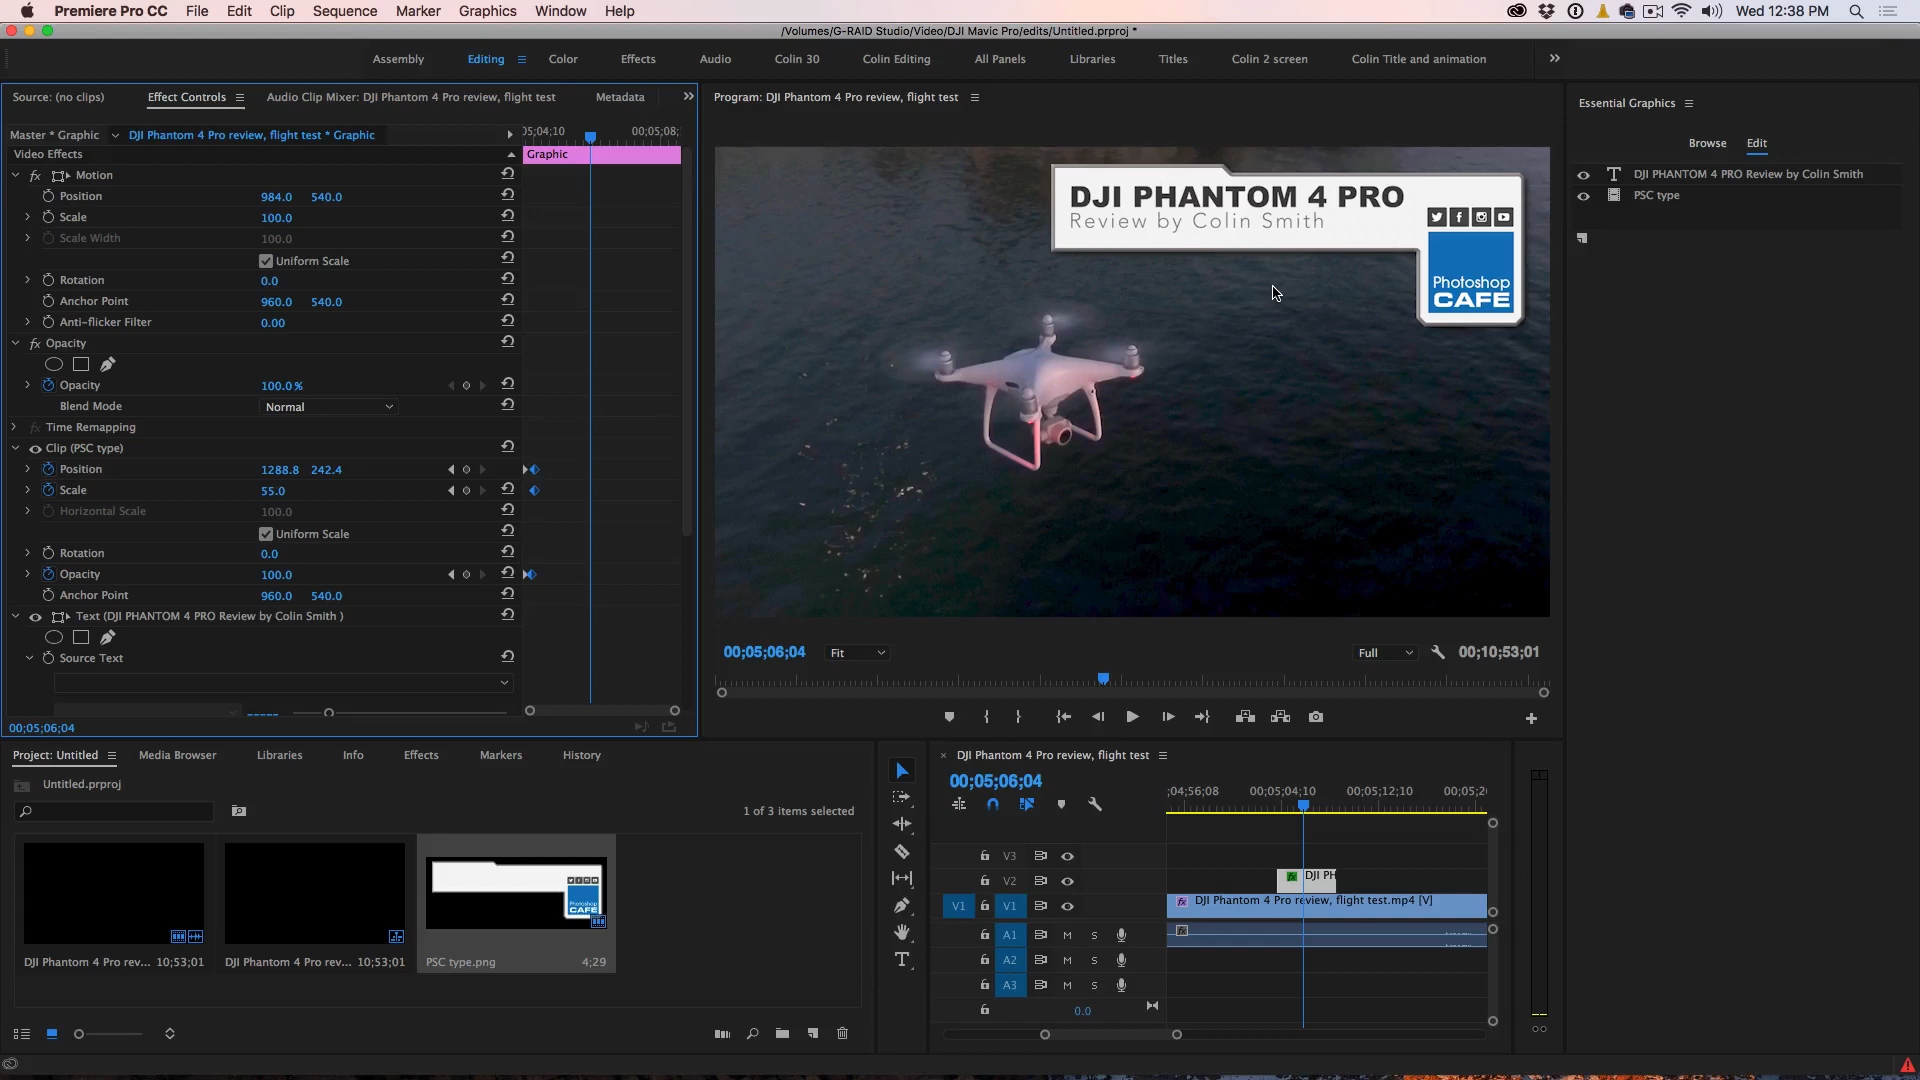 Premiere Pro CC File Edit Clip Sequence Marker Graphics Window Help
Wed 12:38 PM
/Volumes/G-RAID Studio/Video/DJI Mavic Pro/edits/Untitled.prproj *
Assembly Editing Color Effects Audio Colin 30 Colin Editing All Panels Libraries Titles Colin 2 screen Colin Title and animation
Source: (no clips) Effect Controls Audio Clip Mixer: DJI Phantom 4 Pro review, flight test Metadata
Master * Graphic DJI Phantom 4 Pro review, flight test * Graphic
Video Effects
Graphic
Motion
Position 984.0 540.0
Scale 100.0
Scale Width 100.0
Uniform Scale
Rotation 0.0
Anchor Point 960.0 540.0
Anti-flicker Filter 0.00
Opacity
Opacity 100.0 %
Blend Mode Normal
Time Remapping
Clip (PSC type)
Position 1288.8 242.4
Scale 55.0
Horizontal Scale 100.0
Uniform Scale
Rotation 0.0
Opacity 100.0
Anchor Point 960.0 540.0
Text (DJI PHANTOM 4 PRO Review by Colin Smith )
Source Text
00;05;06;04
Program: DJI Phantom 4 Pro review, flight test
DJI PHANTOM 4 PRO
Review by Colin Smith
Photoshop
CAFE
00;05;06;04 Fit Full 00;10;53;01
Essential Graphics
Browse Edit
DJI PHANTOM 4 PRO Review by Colin Smith
PSC type
Project: Untitled Media Browser Libraries Info Effects Markers History
Untitled.prproj
1 of 3 items selected
Photoshop
CAFE
DJI Phantom 4 Pro rev... 10;53;01 DJI Phantom 4 Pro rev... 10;53;01 PSC type.png 4;29
DJI Phantom 4 Pro review, flight test
00;05;06;04
;04;56;08 00;05;04;10 00;05;12;10
V3
V2 DJI PH
V1 V1 DJI Phantom 4 Pro review, flight test.mp4 [V]
A1 M S
A2 M S
A3 M S
0.0